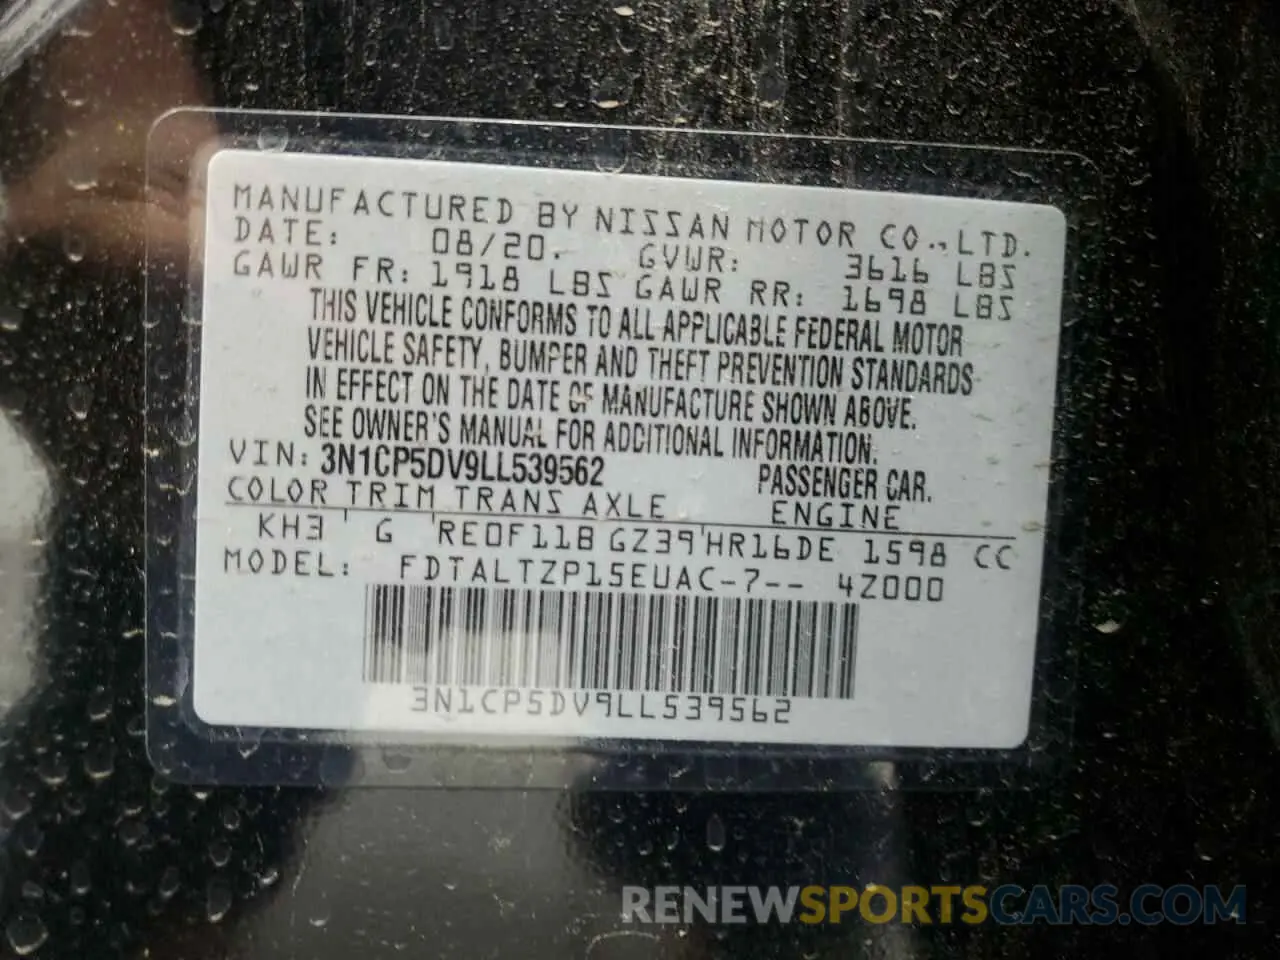 MANUFACTURED BY NISSAN MOTOR CO., LTD.
DATE: 08/20. GVWR: 3616 LBS
GAWR FR: 1918 LBS GAWR RR: 1698 LBS
THIS VEHICLE CONFORMS TO ALL APPLICABLE FEDERAL MOTOR
VEHICLE SAFETY, BUMPER AND THEFT PREVENTION STANDARDS
IN EFFECT ON THE DATE OF MANUFACTURE SHOWN ABOVE.
SEE OWNER'S MANUAL FOR ADDITIONAL INFORMATION.
VIN: 3N1CP5DV9LL539562 PASSENGER CAR.
COLOR TRIM TRANS AXLE ENGINE
KH3 ' G 'RE0F11B GZ39'HR16DE 1598 CC
MODEL: FDTALTZP15EUAC-7-- 4Z000
3N1CP5DV9LL539562
RENEWSPORTSCARS.COM